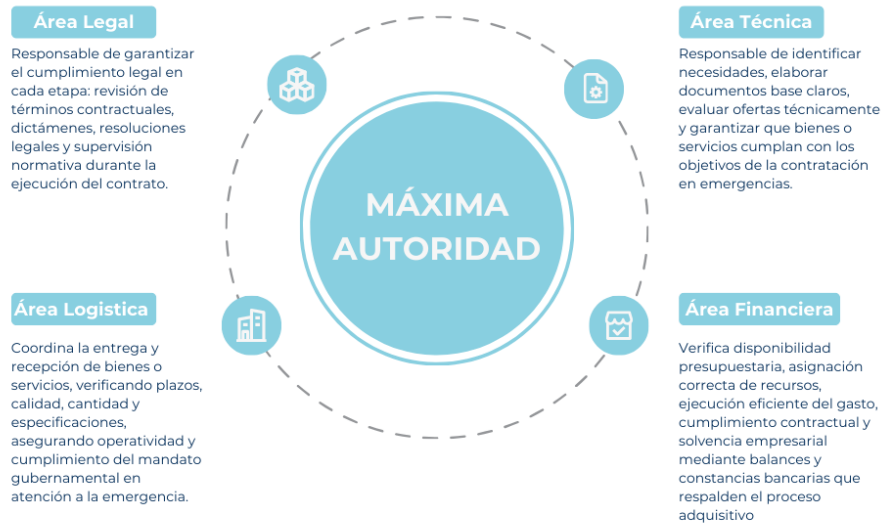 Área Legal
Responsable de garantizar
el cumplimiento legal en
cada etapa: revisión de
términos contractuales,
dictámenes, resoluciones
legales y supervisión
normativa durante la
ejecución del contrato.
Área Técnica
Responsable de identificar
necesidades, elaborar
documentos base claros,
evaluar ofertas técnicamente
y garantizar que bienes o
servicios cumplan con los
objetivos de la contratación
en emergencias.
MÁXIMA
AUTORIDAD
Área Logistica
Coordina la entrega y
recepción de bienes o
servicios, verificando plazos,
calidad, cantidad y
especificaciones,
asegurando operatividad y
cumplimiento del mandato
gubernamental en
atención a la emergencia.
Área Financiera
Verifica disponibilidad
presupuestaria, asignación
correcta de recursos,
ejecución eficiente del gasto,
cumplimiento contractual y
solvencia empresarial
mediante balances y
constancias bancarias que
respalden el proceso
adquisitivo